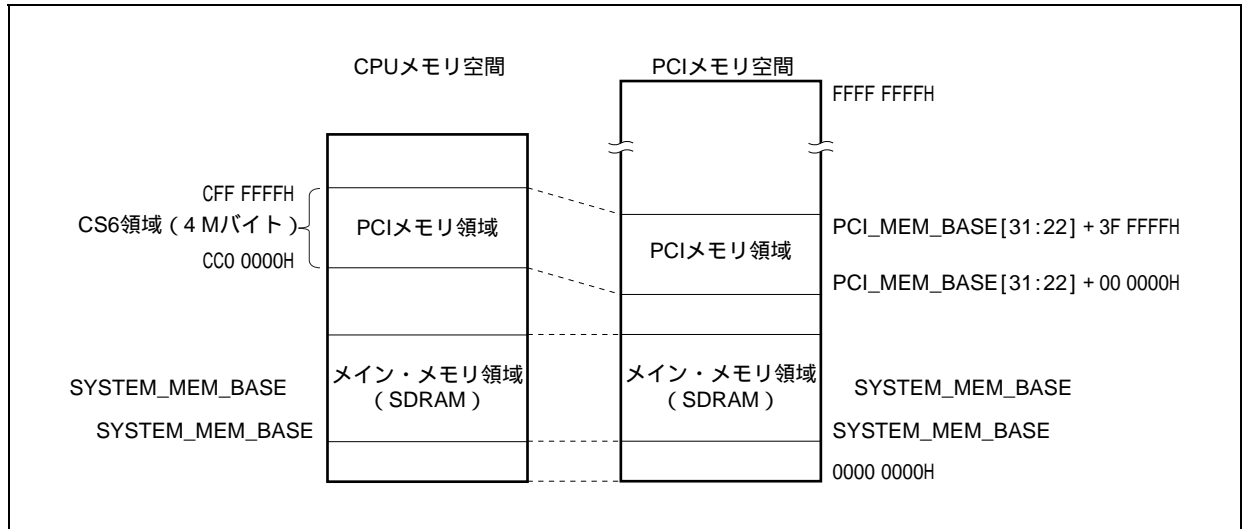 CPUメモリ空間
PCIメモリ空間
FFFF FFFFH
CFF FFFFH
CS6領域（4 Mバイト）
CC0 0000H
PCIメモリ領域
PCIメモリ領域
PCI_MEM_BASE[31:22] + 3F FFFFH
PCI_MEM_BASE[31:22] + 00 0000H
メイン・メモリ領域
（SDRAM）
メイン・メモリ領域
（SDRAM）
SYSTEM_MEM_BASE
SYSTEM_MEM_BASE
SYSTEM_MEM_BASE
SYSTEM_MEM_BASE
0000 0000H